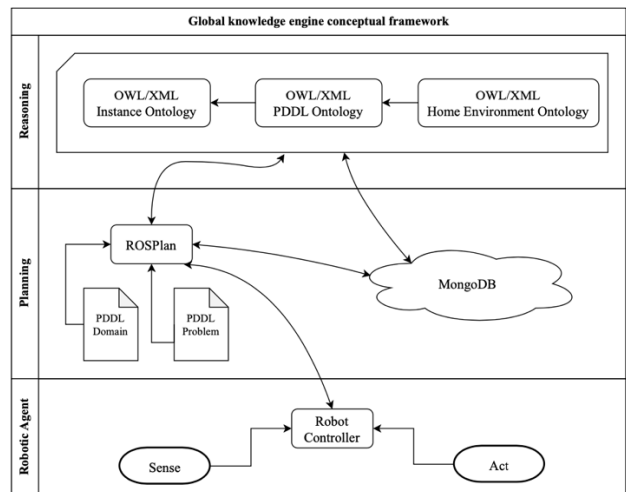 Global knowledge engine conceptual framework
Reasoning
OWL/XML
Instance Ontology
OWL/XML
PDDL Ontology
OWL/XML
Home Environment Ontology
Planning
ROSPlan
MongoDB
PDDL
Domain
PDDL
Problem
Robotic Agent
Robot
Controller
Sense
Act